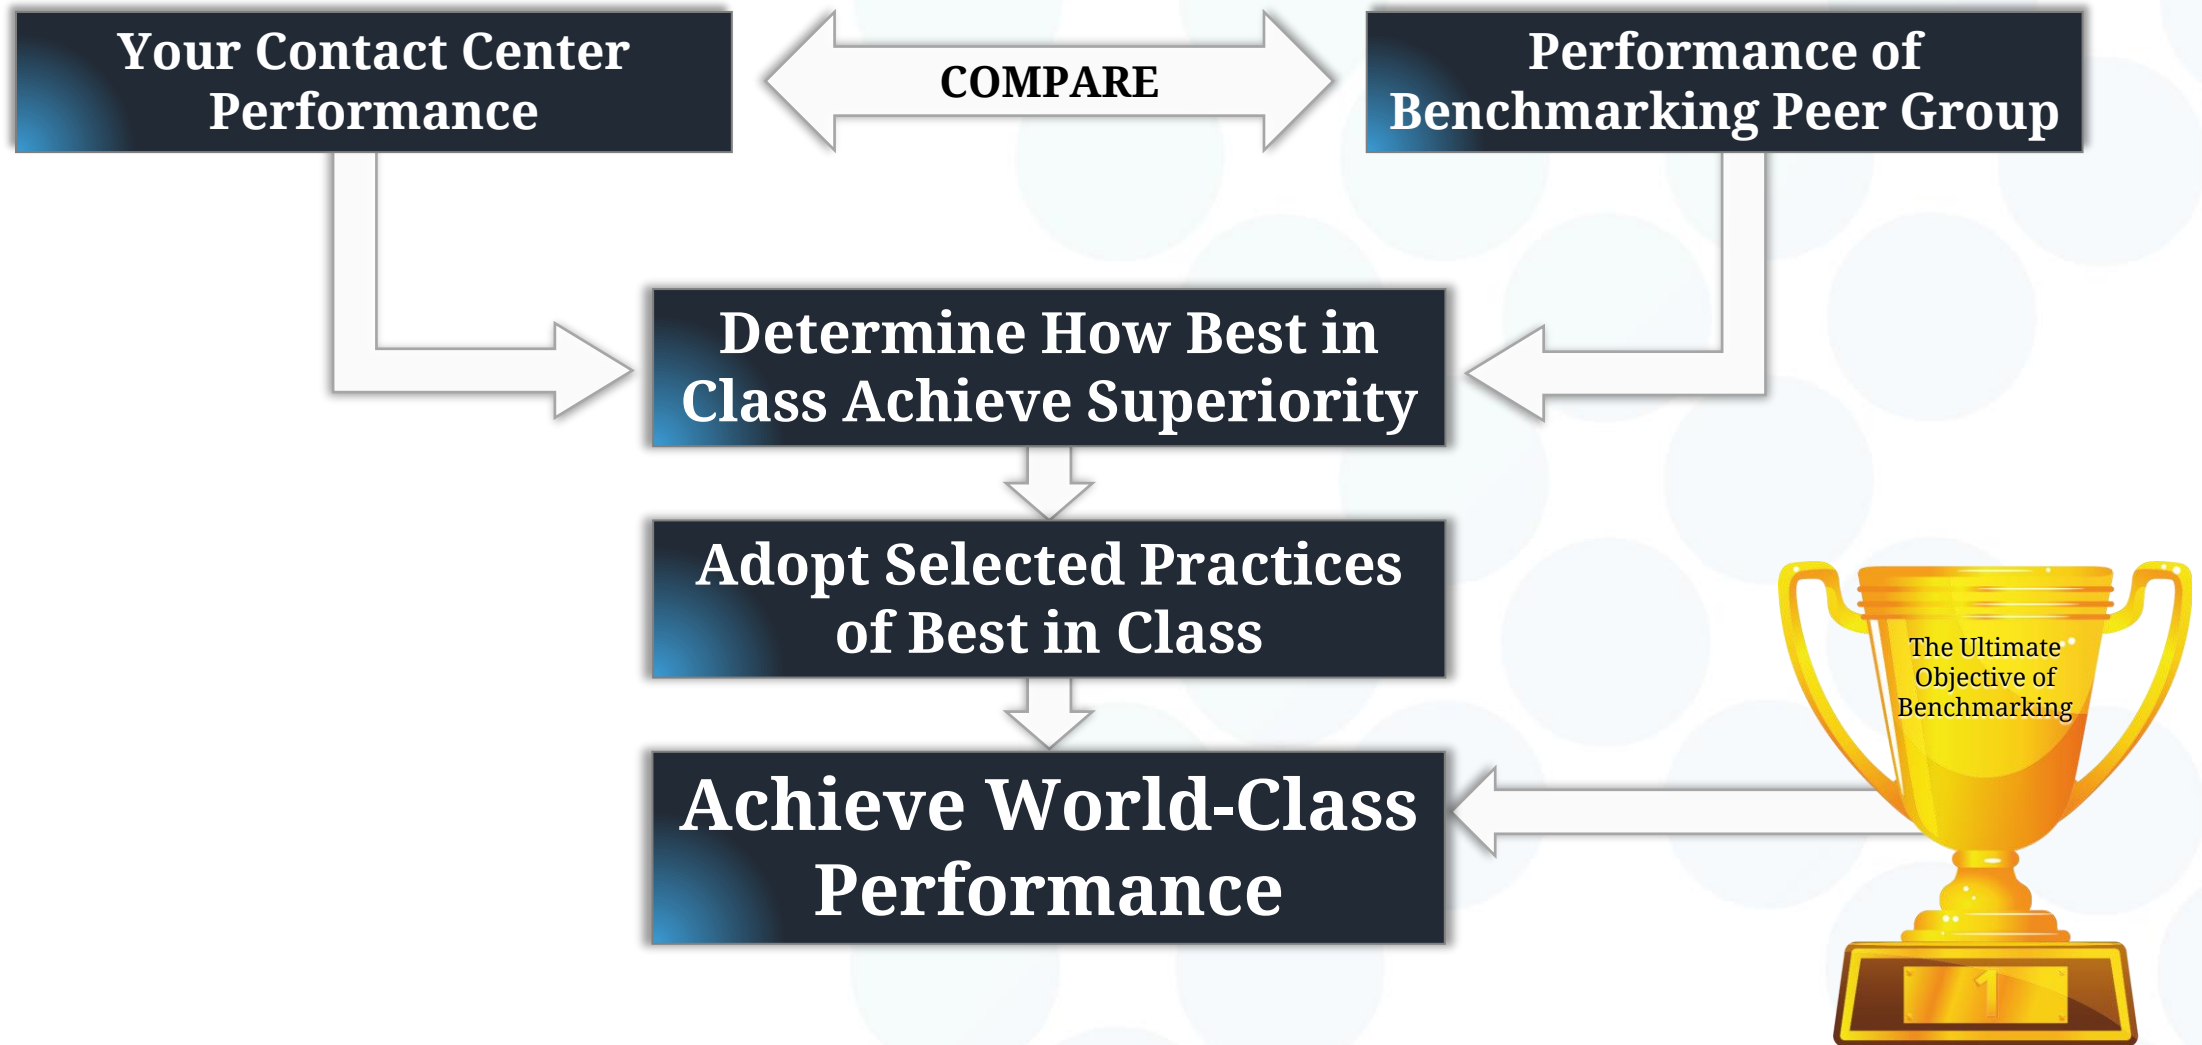 Your Contact Center
Performance
COMPARE
Performance of
Benchmarking Peer Group
Determine How Best in
Class Achieve Superiority
Adopt Selected Practices
of Best in Class
The Ultimate
Objective of
Benchmarking
Achieve World-Class
Performance
1